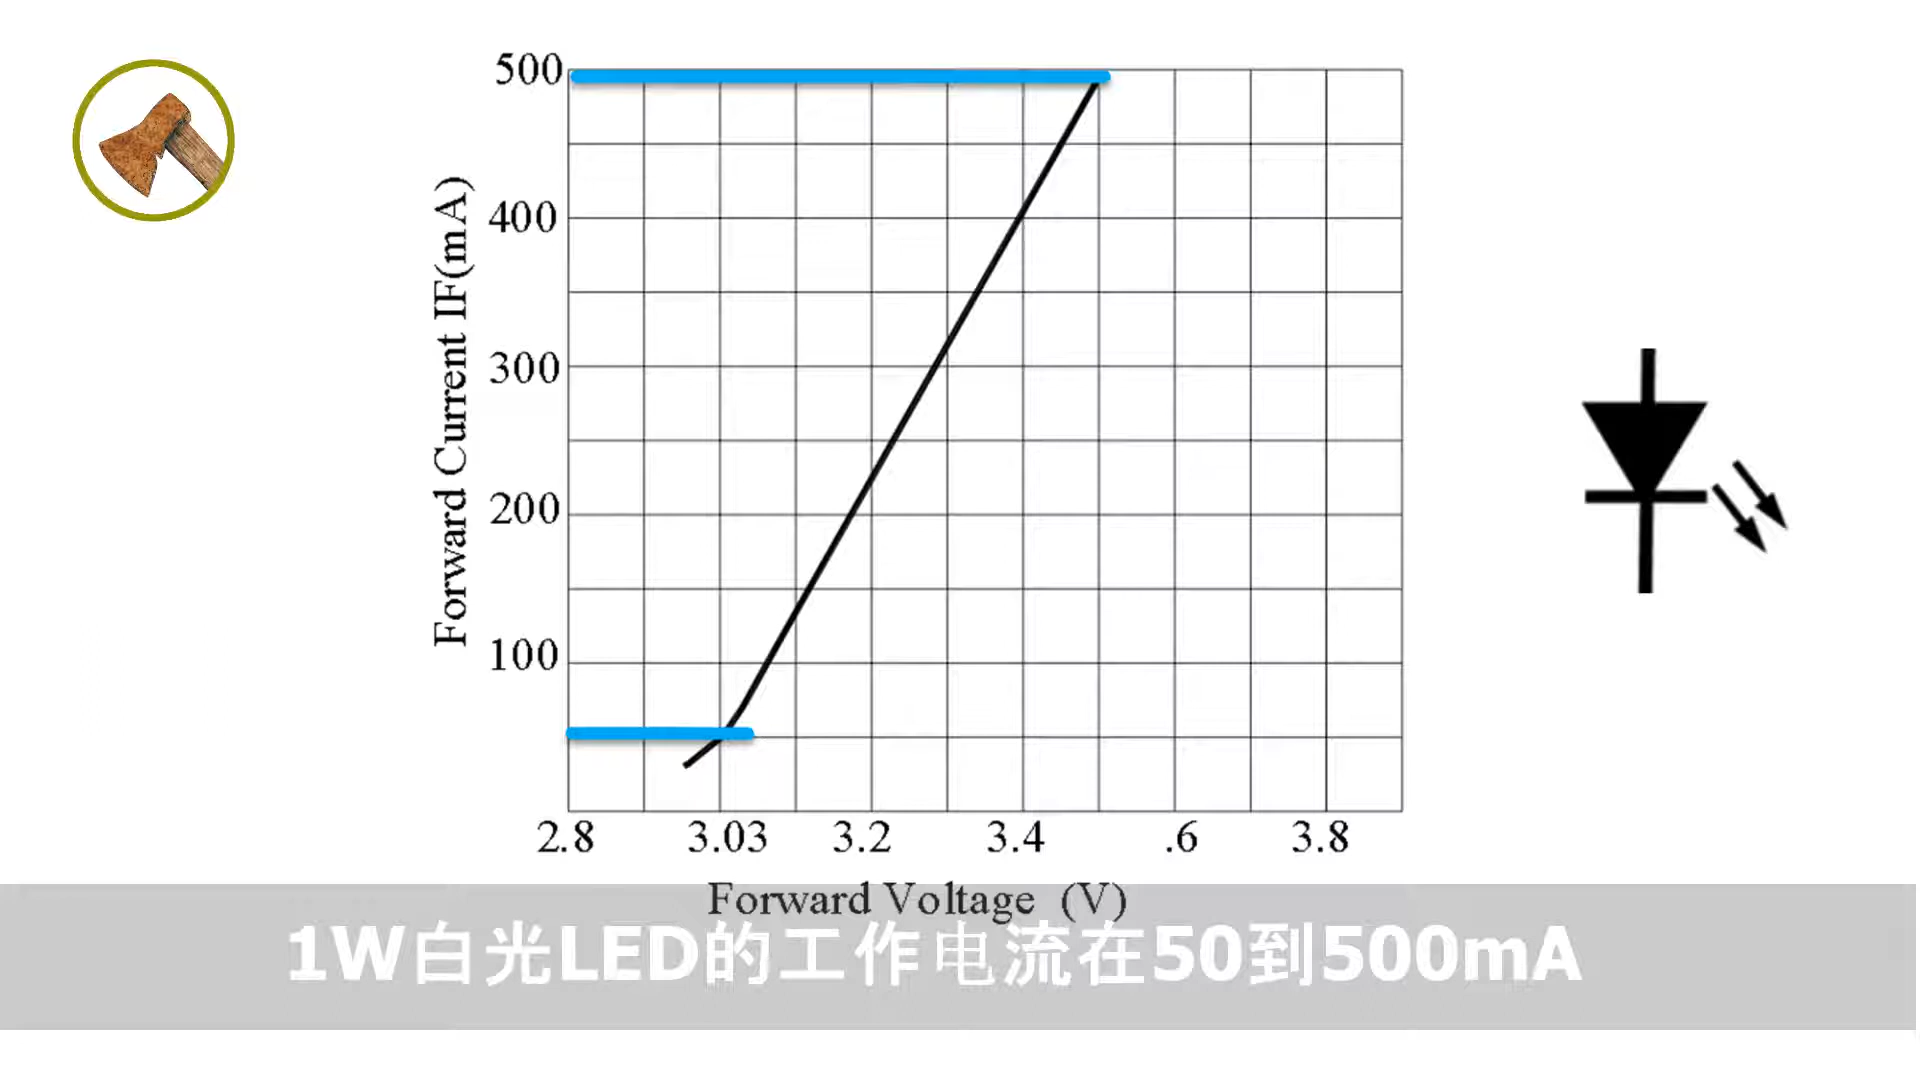 500
400
300
200
100
Forward Current IF(mA)
2.8 3.03 3.2 3.4 .6 3.8
Forward Voltage (V)
1W白光LED的工作电流在50到500mA